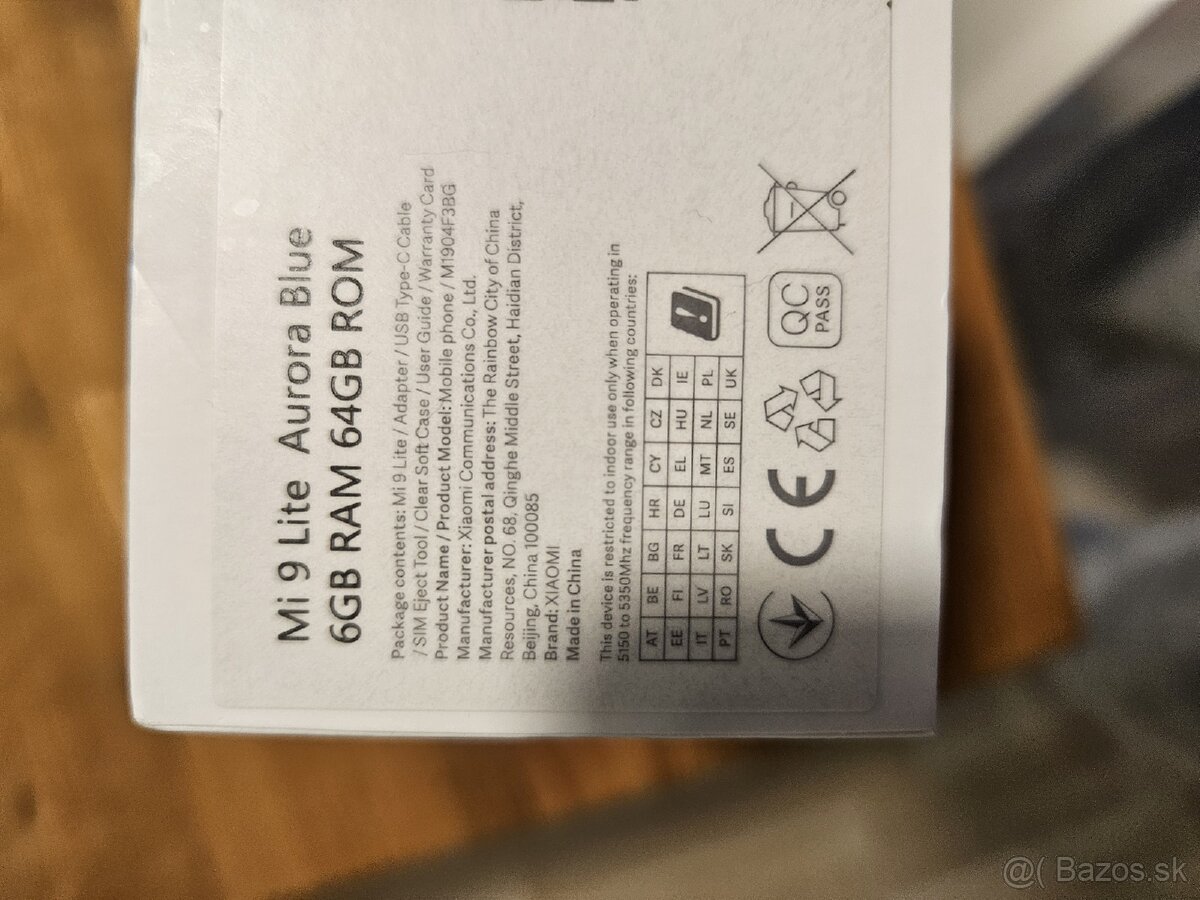 Mi 9 Lite Aurora Blue
6GB RAM 64GB ROM
Package contents: Mi 9 Lite / Adapter / USB Type-C Cable
/ SIM Eject Tool / Clear Soft Case / User Guide / Warranty Card
Product Name / Product Model: Mobile phone / M1904F3BG
Manufacturer: Xiaomi Communications Co., Ltd.
Manufacturer postal address: The Rainbow City of China
Resources, NO. 68, Qinghe Middle Street, Haidian District,
Beijing, China 100085
Brand: XIAOMI
Made in China
This device is restricted to indoor use only when operating in
5150 to 5350Mhz frequency range in following countries:
AT BE BG HR CY CZ DK
EE FI FR DE EL HU IE
IT LV LT LU MT NL PL
PT RO SK SI ES SE UK
CE
QC
PASS
@( Bazos.sk